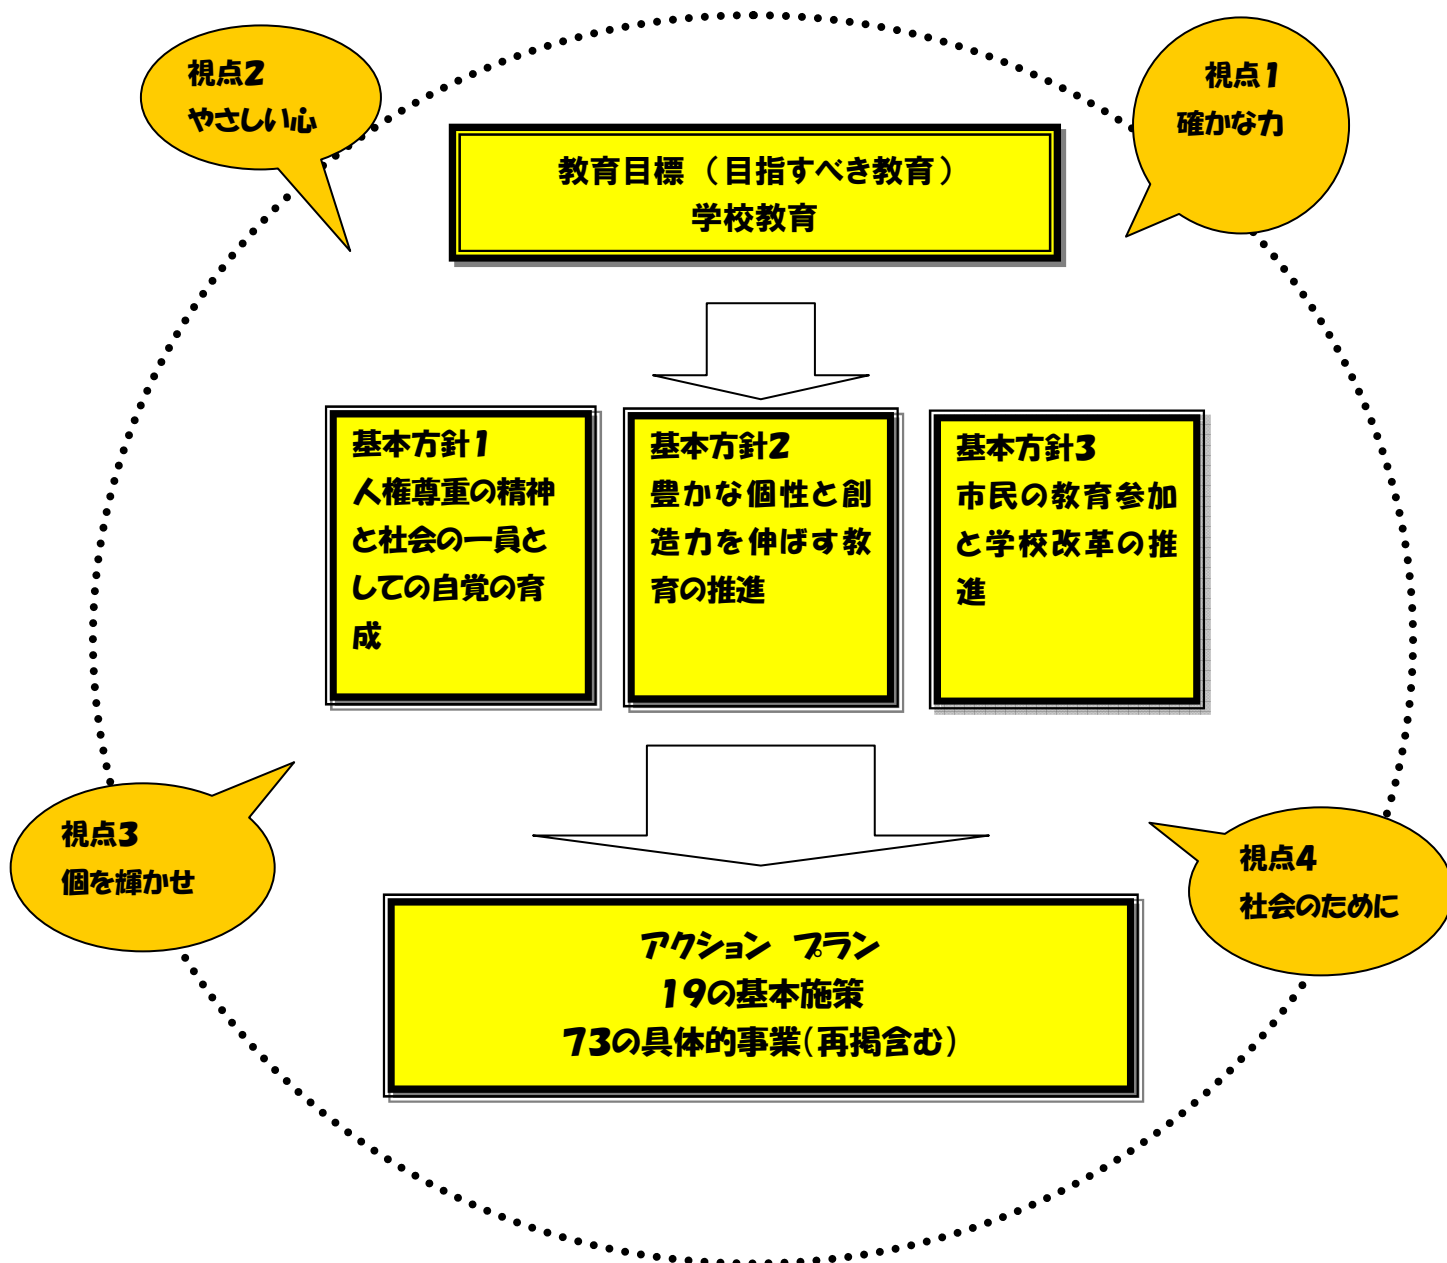 視点2
やさしい心
視点1
確かな力
教育目標（目指すべき教育）
学校教育
基本方針1
人権尊重の精神
と社会の一員と
しての自覚の育
成
基本方針2
豊かな個性と創
造力を伸ばす教
育の推進
基本方針3
市民の教育参加
と学校改革の推
進
視点3
個を輝かせ
視点4
社会のために
アクション　プラン
19の基本施策
73の具体的事業（再掲含む）